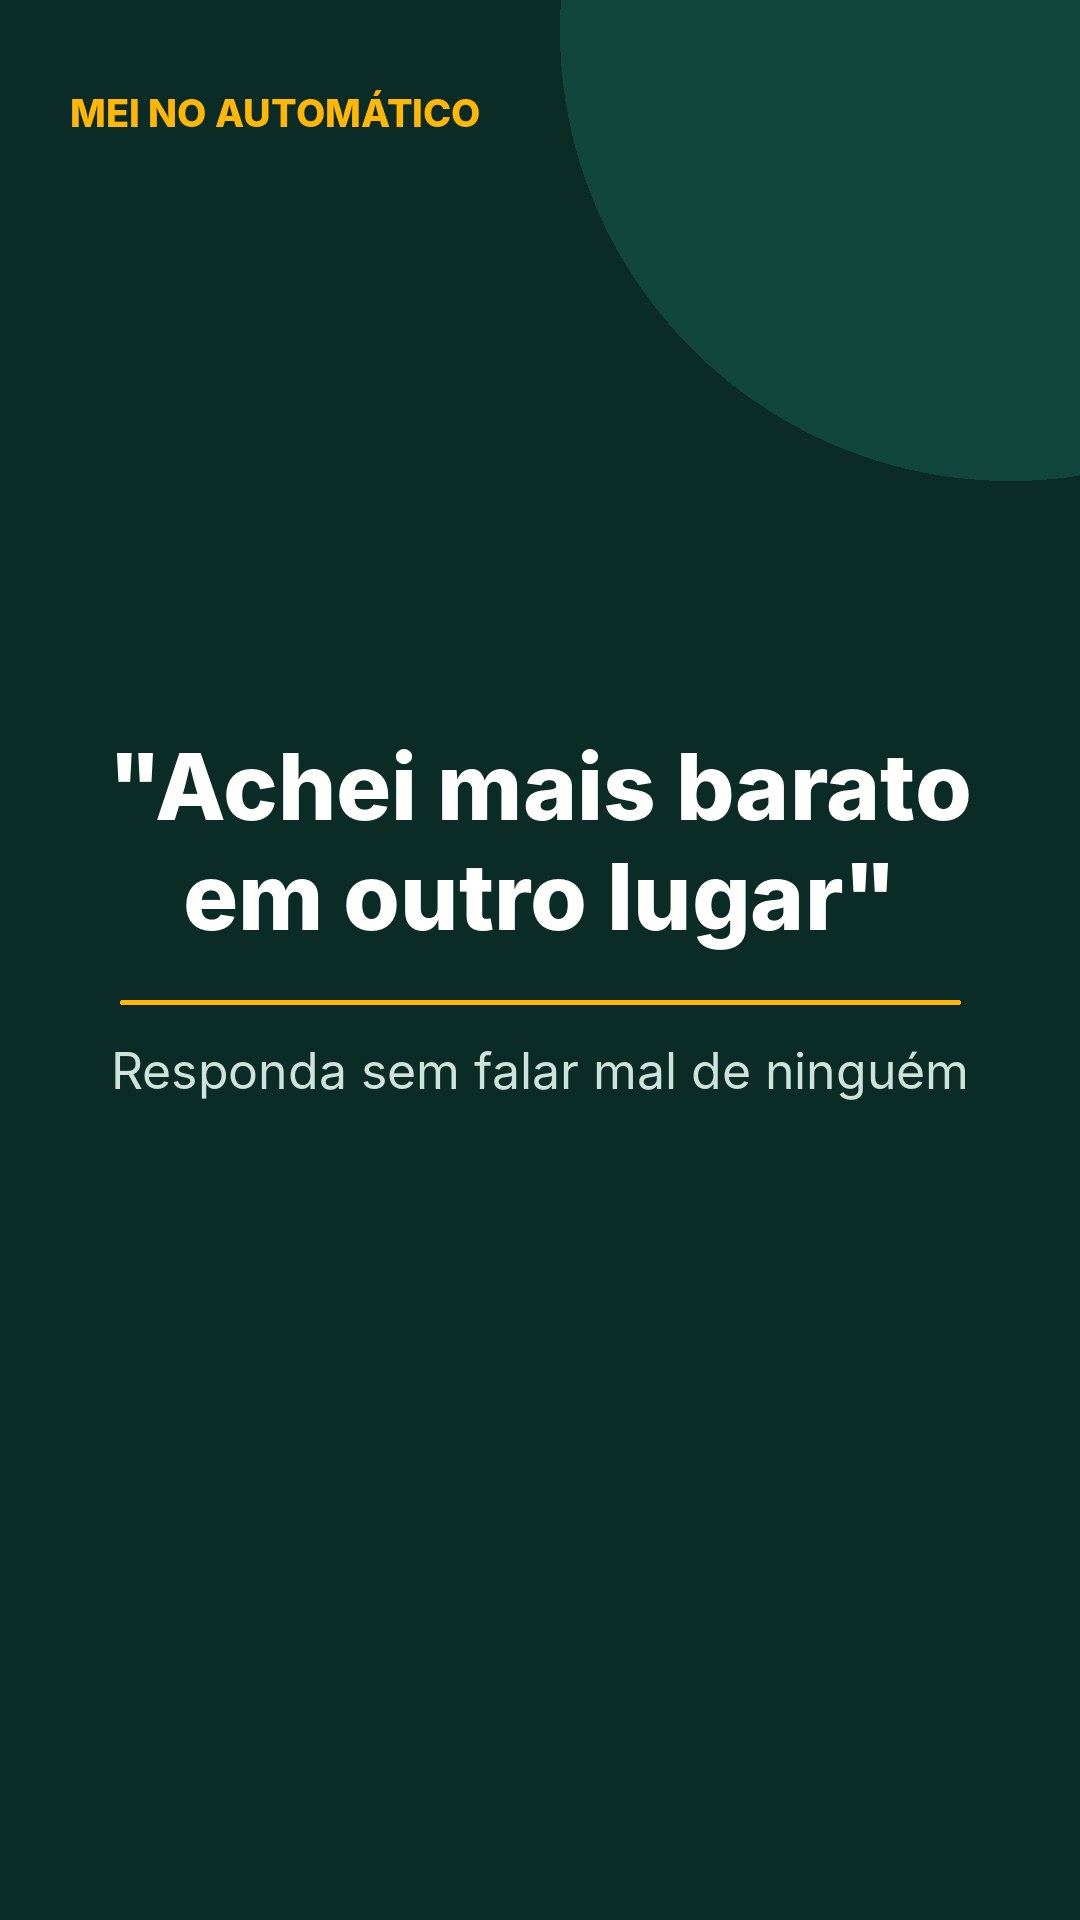 MEI NO AUTOMÁTICO
"Achei mais barato
em outro lugar"
Responda sem falar mal de ninguém